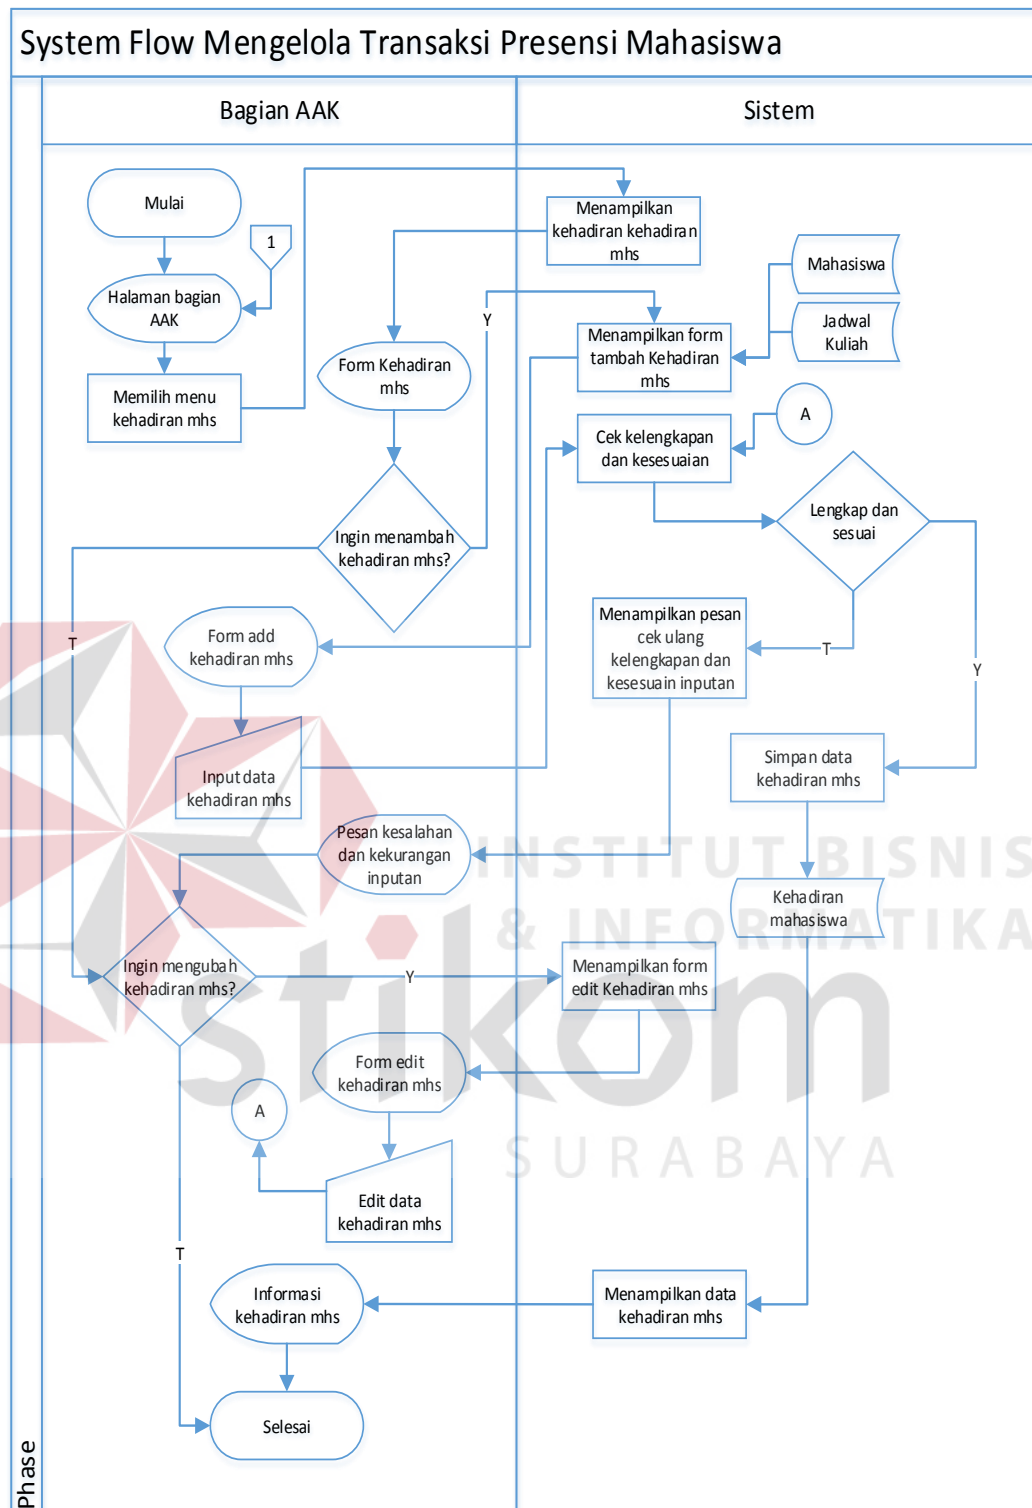 System Flow Mengelola Transaksi Presensi Mahasiswa
Bagian AAK
Sistem
Mulai
1
Halaman bagian
AAK
Memilih menu
kehadiran mhs
Menampilkan
kehadiran kehadiran
mhs
Mahasiswa
Jadwal
Kuliah
Y
Menampilkan form
tambah Kehadiran
mhs
Form Kehadiran
mhs
A
Cek kelengkapan
dan kesesuaian
Lengkap dan
sesuai
Ingin menambah
kehadiran mhs?
T
Form add
kehadiran mhs
Menampilkan pesan
cek ulang
kelengkapan dan
kesesuain inputan
T
Y
Input data
kehadiran mhs
Simpan data
kehadiran mhs
Pesan kesalahan
dan kekurangan
inputan
Kehadiran
mahasiswa
Ingin mengubah
kehadiran mhs?
Y
Menampilkan form
edit Kehadiran mhs
Form edit
kehadiran mhs
A
Edit data
kehadiran mhs
T
Informasi
kehadiran mhs
Menampilkan data
kehadiran mhs
Selesai
Phase
INSTITUT BISNIS
& INFORMATIKA
stikom
SURABAYA